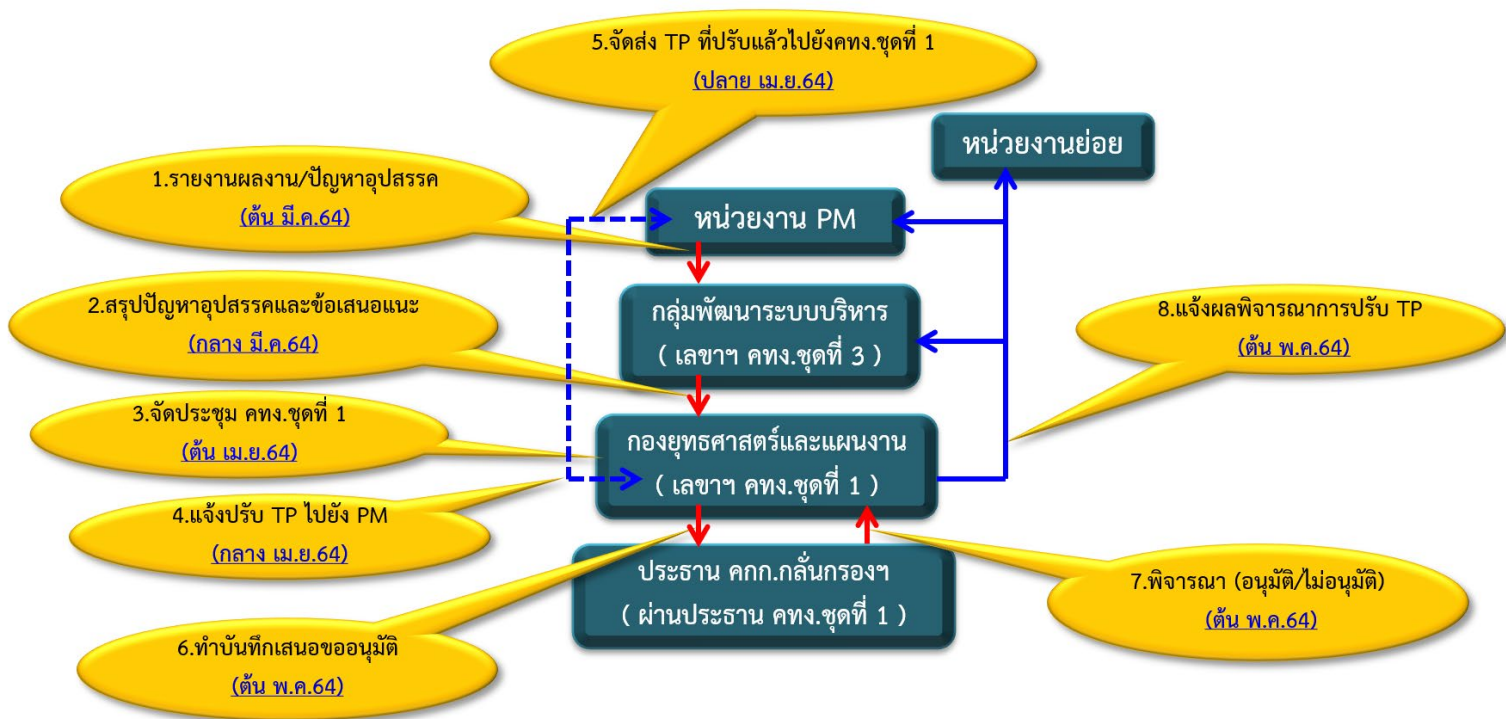 5.จัดส่ง TP ที่ปรับแล้วไปยังคทง.ชุดที่ 1
(ปลาย เม.ย.64)
หน่วยงานย่อย
1.รายงานผลงาน/ปัญหาอุปสรรค
(ต้น มี.ค.64)
หน่วยงาน PM
2.สรุปปัญหาอุปสรรคและข้อเสนอแนะ
(กลาง มี.ค.64)
กลุ่มพัฒนาระบบบริหาร
( เลขาฯ คทง.ชุดที่ 3 )
8.แจ้งผลพิจารณาการปรับ TP
(ต้น พ.ค.64)
3.จัดประชุม คทง.ชุดที่ 1
(ต้น เม.ย.64)
กองยุทธศาสตร์และแผนงาน
( เลขาฯ คทง.ชุดที่ 1 )
4.แจ้งปรับ TP ไปยัง PM
(กลาง เม.ย.64)
ประธาน คกก.กลั่นกรองฯ
( ผ่านประธาน คทง.ชุดที่ 1 )
7.พิจารณา (อนุมัติ/ไม่อนุมัติ)
(ต้น พ.ค.64)
6.ทำบันทึกเสนอขออนุมัติ
(ต้น พ.ค.64)